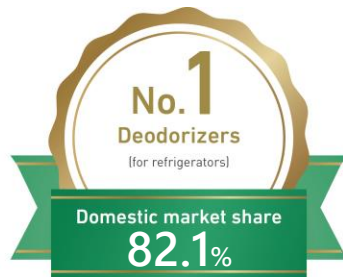 No.1
Deodorizers
(for refrigerators)
Domestic market share
82.1%